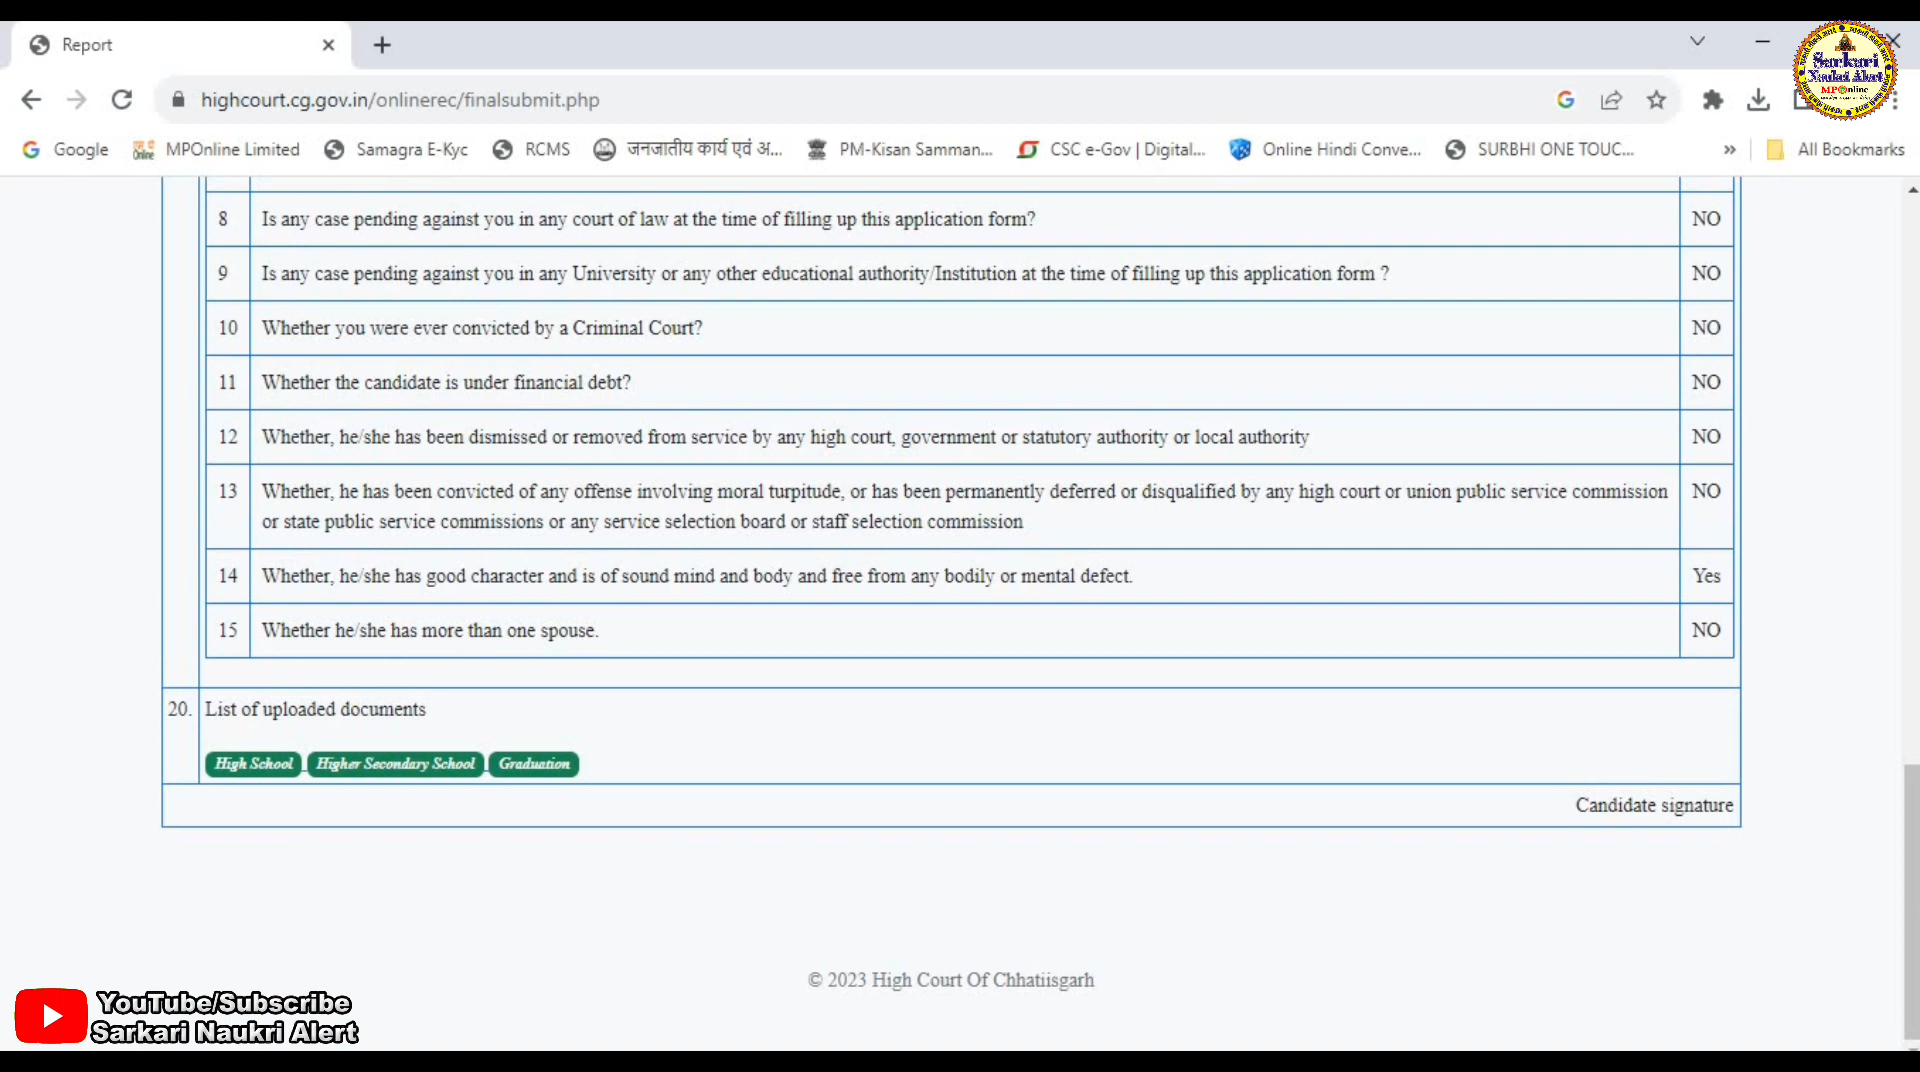 Report
highcourt.cg.gov.in/onlinerec/finalsubmit.php
Sarkari
Naukri Alert
MPOnline
Google MPOnline Limited Samagra E-Kyc RCMS जनजातीय कार्य एवं अ... PM-Kisan Samman... CSC e-Gov | Digital... Online Hindi Conve... SURBHI ONE TOUC... » All Bookmarks
8 Is any case pending against you in any court of law at the time of filling up this application form? NO
9 Is any case pending against you in any University or any other educational authority/Institution at the time of filling up this application form ? NO
10 Whether you were ever convicted by a Criminal Court? NO
11 Whether the candidate is under financial debt? NO
12 Whether, he/she has been dismissed or removed from service by any high court, government or statutory authority or local authority NO
13 Whether, he has been convicted of any offense involving moral turpitude, or has been permanently deferred or disqualified by any high court or union public service commission NO
or state public service commissions or any service selection board or staff selection commission
14 Whether, he/she has good character and is of sound mind and body and free from any bodily or mental defect. Yes
15 Whether he/she has more than one spouse. NO
20. List of uploaded documents
High School Higher Secondary School Graduation
Candidate signature
© 2023 High Court Of Chhatiisgarh
YouTube/Subscribe
Sarkari Naukri Alert